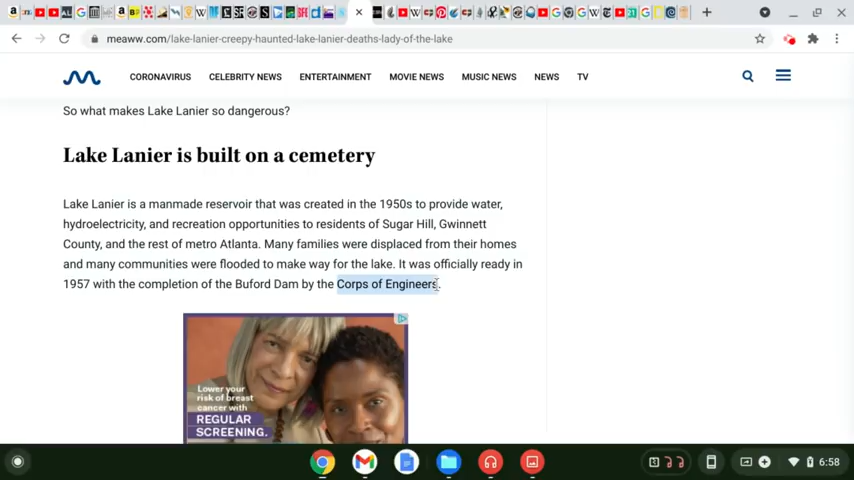 meaww.com/lake-lanier-creepy-haunted-lake-lanier-deaths-lady-of-the-lake
CORONAVIRUS CELEBRITY NEWS ENTERTAINMENT MOVIE NEWS MUSIC NEWS NEWS TV
So what makes Lake Lanier so dangerous?
Lake Lanier is built on a cemetery
Lake Lanier is a manmade reservoir that was created in the 1950s to provide water,
hydroelectricity, and recreation opportunities to residents of Sugar Hill, Gwinnett
County, and the rest of metro Atlanta. Many families were displaced from their homes
and many communities were flooded to make way for the lake. It was officially ready in
1957 with the completion of the Buford Dam by the Corps of Engineers.
Lower your
risk of breast
cancer with
REGULAR
SCREENING.
6:58